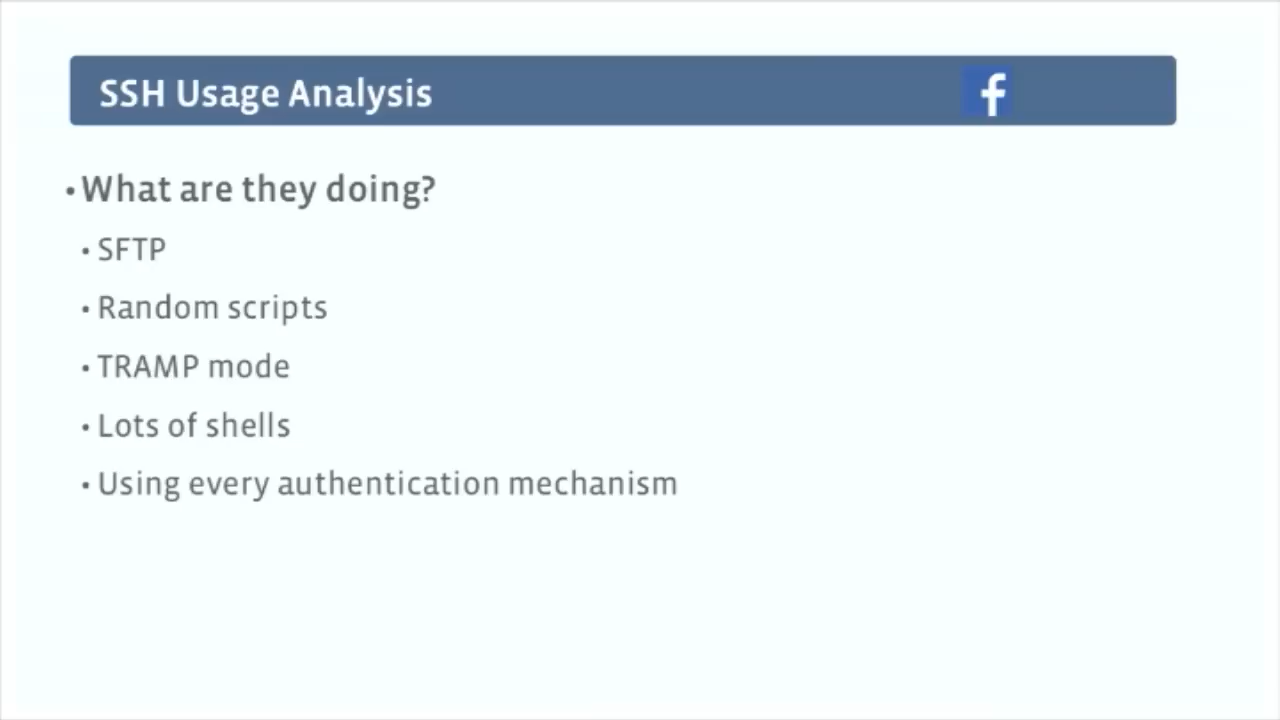 SSH Usage Analysis
f
• What are they doing?
• SFTP
• Random scripts
• TRAMP mode
• Lots of shells
• Using every authentication mechanism